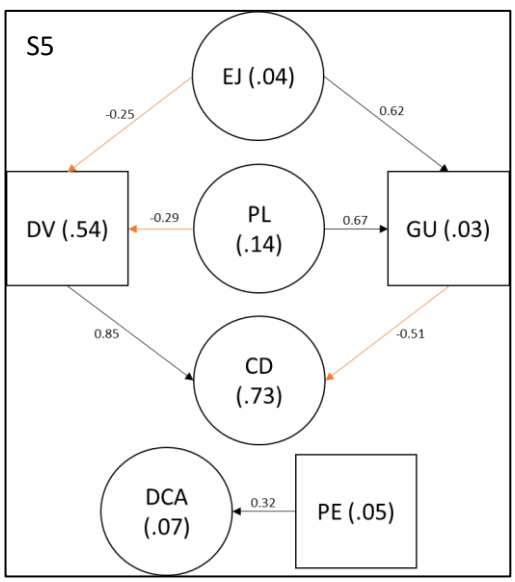 S5
EJ (.04)
-0.25
0.62
DV (.54)
-0.29
PL
(.14)
0.67
GU (.03)
0.85
-0.51
CD
(.73)
DCA
(.07)
0.32
PE (.05)